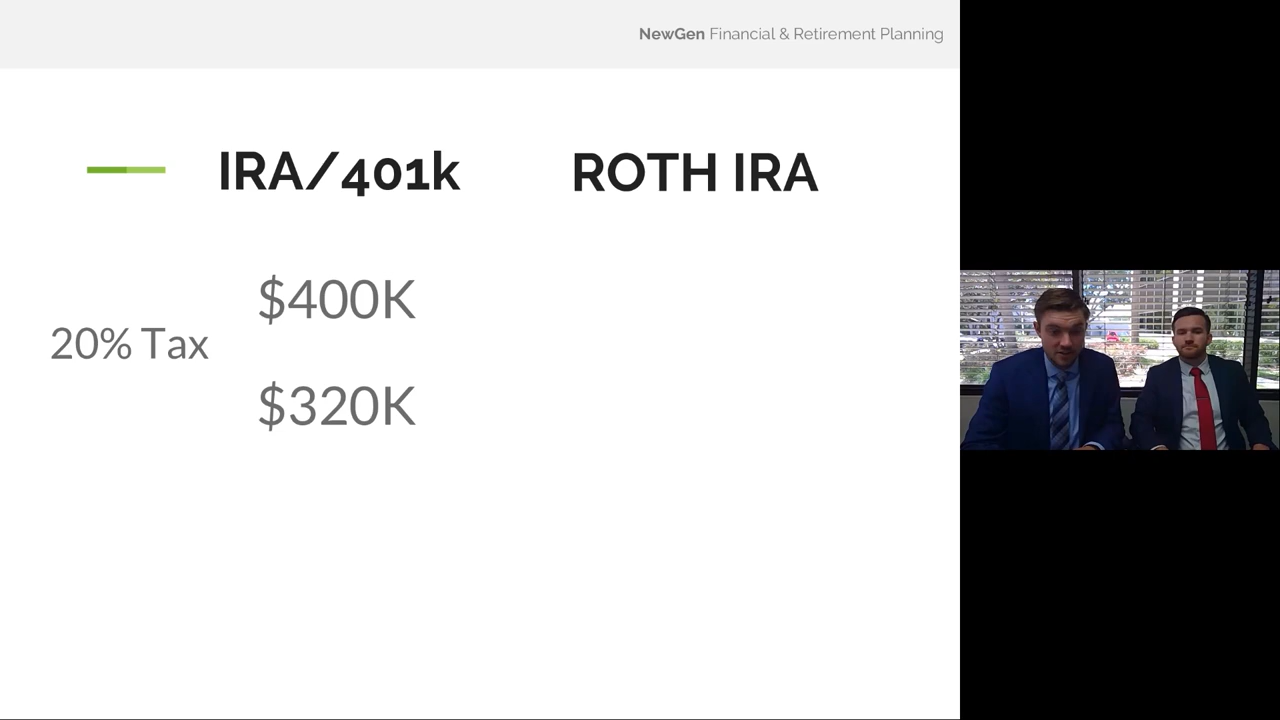 NewGen Financial & Retirement Planning
IRA/401k
ROTH IRA
$400K
20% Tax
$320K